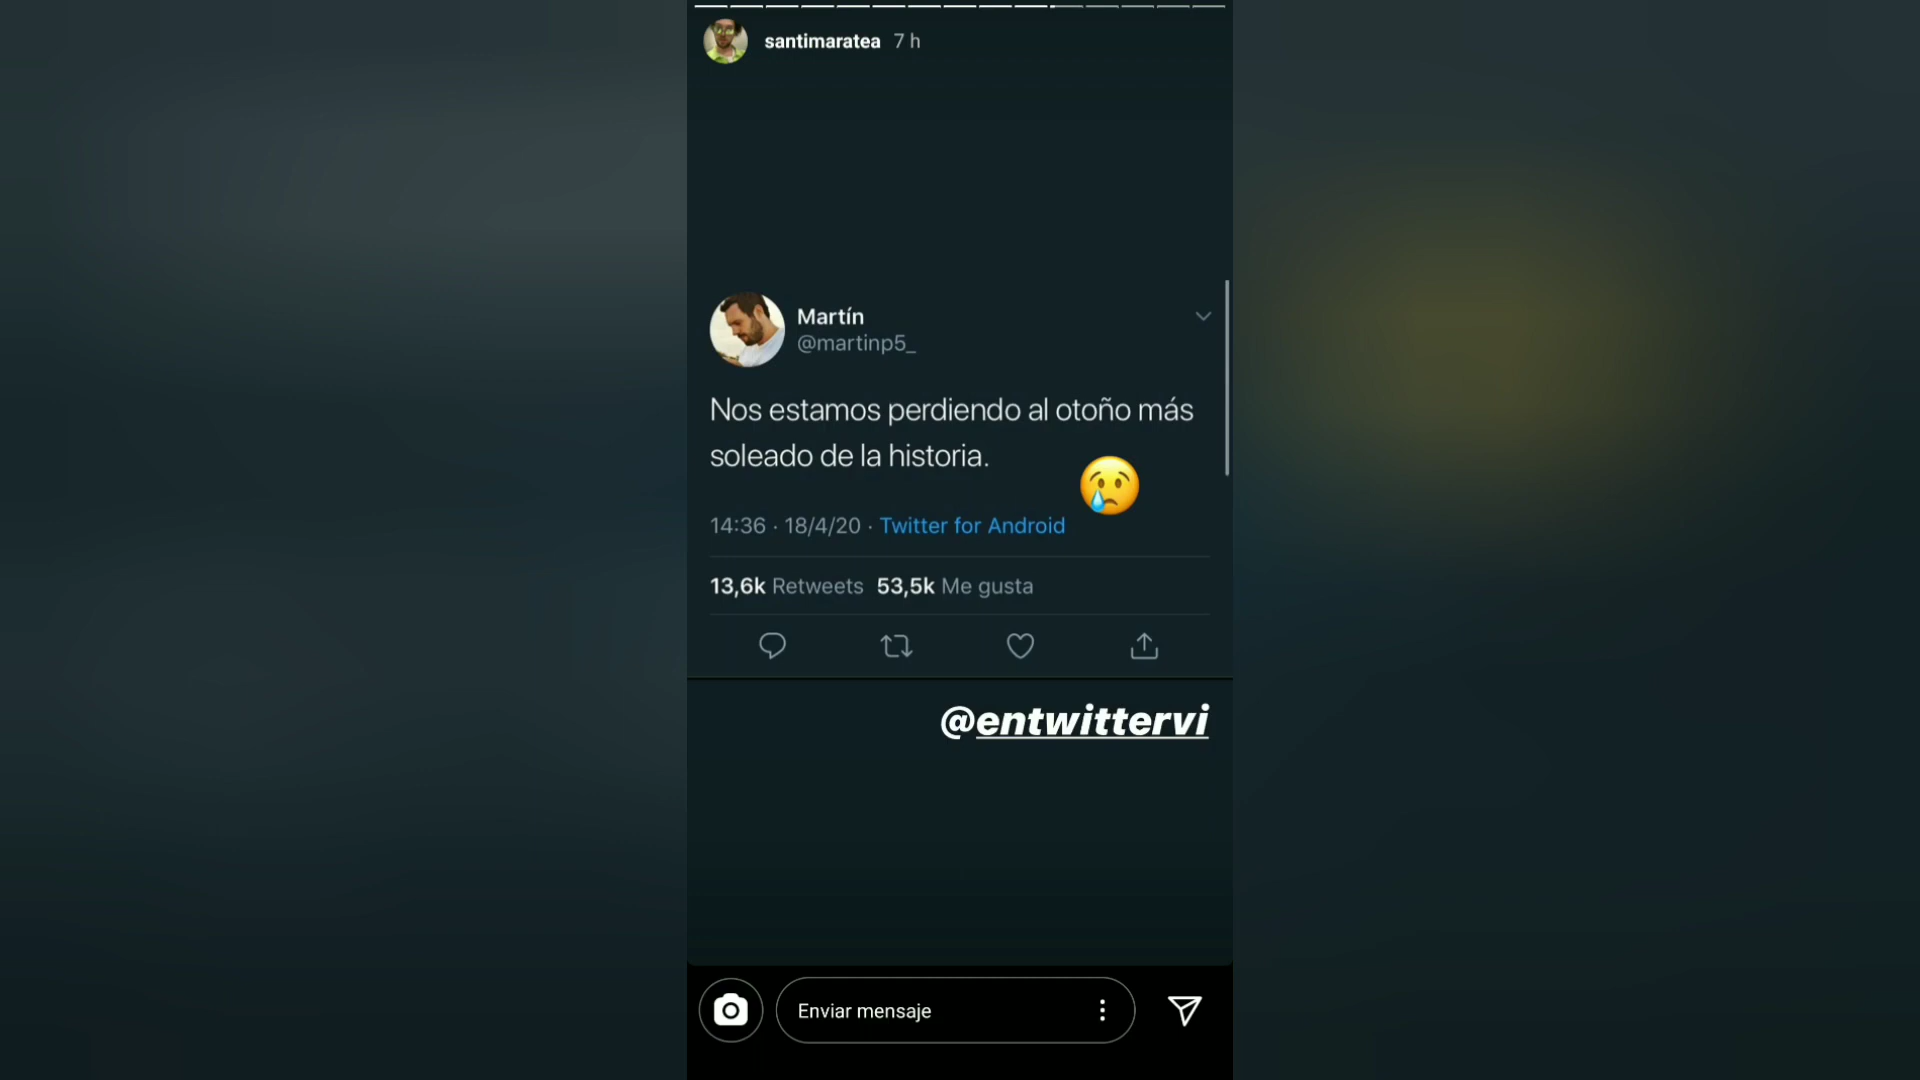 santimaratea 7 h
Martín
@martinp5_
Nos estamos perdiendo al otoño más
soleado de la historia.
14:36 · 18/4/20 · Twitter for Android
13,6k Retweets 53,5k Me gusta
@entwittervi
Enviar mensaje